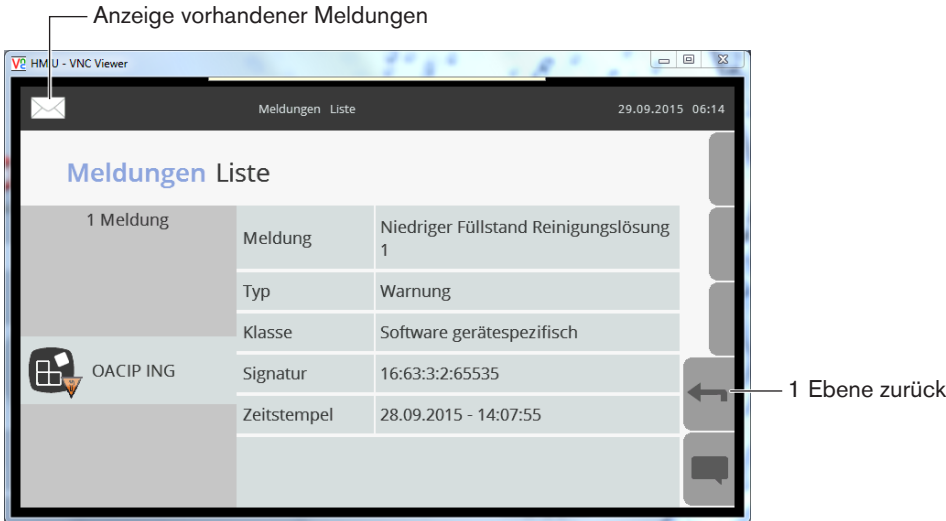 Anzeige vorhandener Meldungen
HMIU - VNC Viewer
Meldungen Liste
29.09.2015 06:14
Meldungen Liste
1 Meldung
Meldung
Niedriger Füllstand Reinigungslösung
1
Typ
Warnung
Klasse
Software gerätespezifisch
OACIP ING
Signatur
16:63:3:2:65535
1 Ebene zurück
Zeitstempel
28.09.2015 - 14:07:55